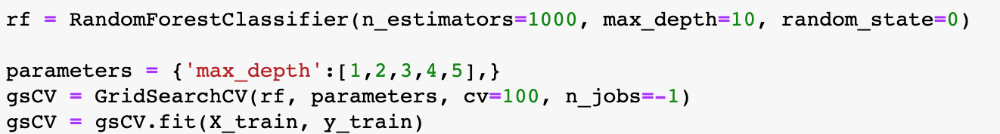 rf = RandomForestClassifier(n_estimators=1000, max_depth=10, random_state=0)
parameters = {'max_depth':[1,2,3,4,5],}
gsCV = GridSearchCV(rf, parameters, cv=100, n_jobs=-1)
gsCV = gsCV.fit(X_train, y_train)